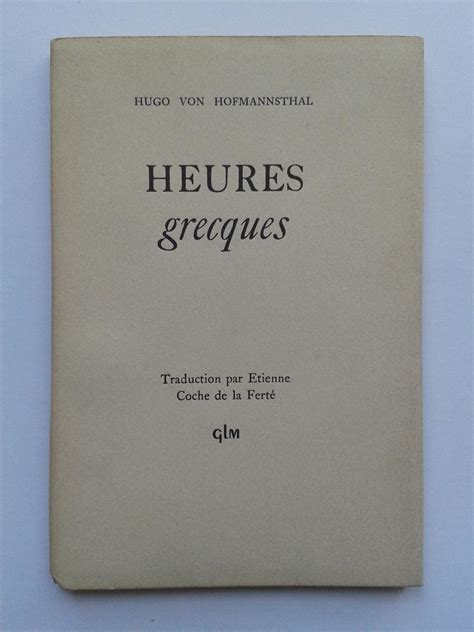 HUGO VON HOFMANNSTHAL
HEURES
grecques
Traduction par Etienne
Coche de la Ferté
GLM